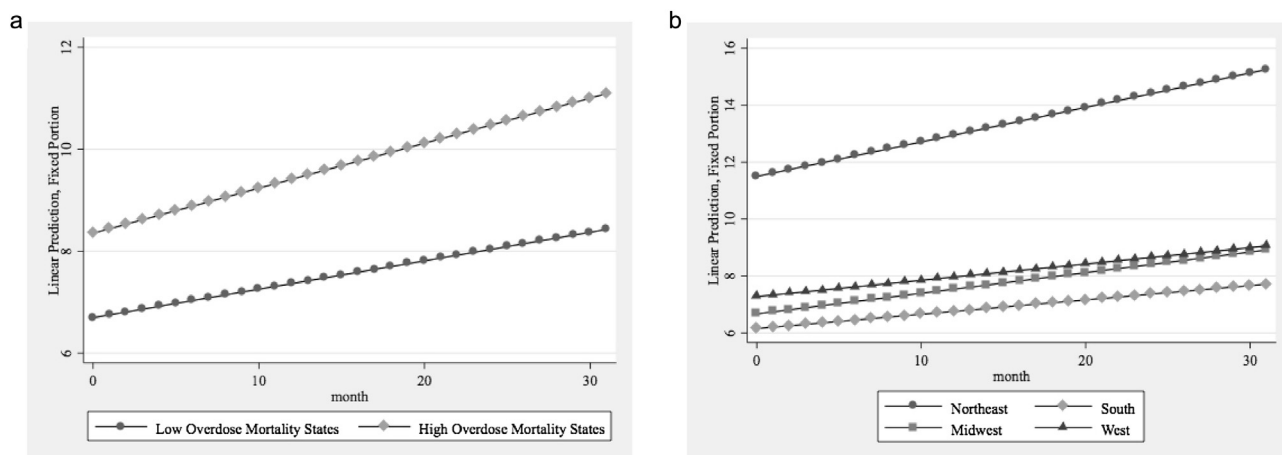 a
12
10
8
6
Linear Prediction, Fixed Portion
0 10 20 30
month
Low Overdose Mortality States High Overdose Mortality States
b
16
14
12
10
8
6
Linear Prediction, Fixed Portion
0 10 20 30
month
Northeast South
Midwest West